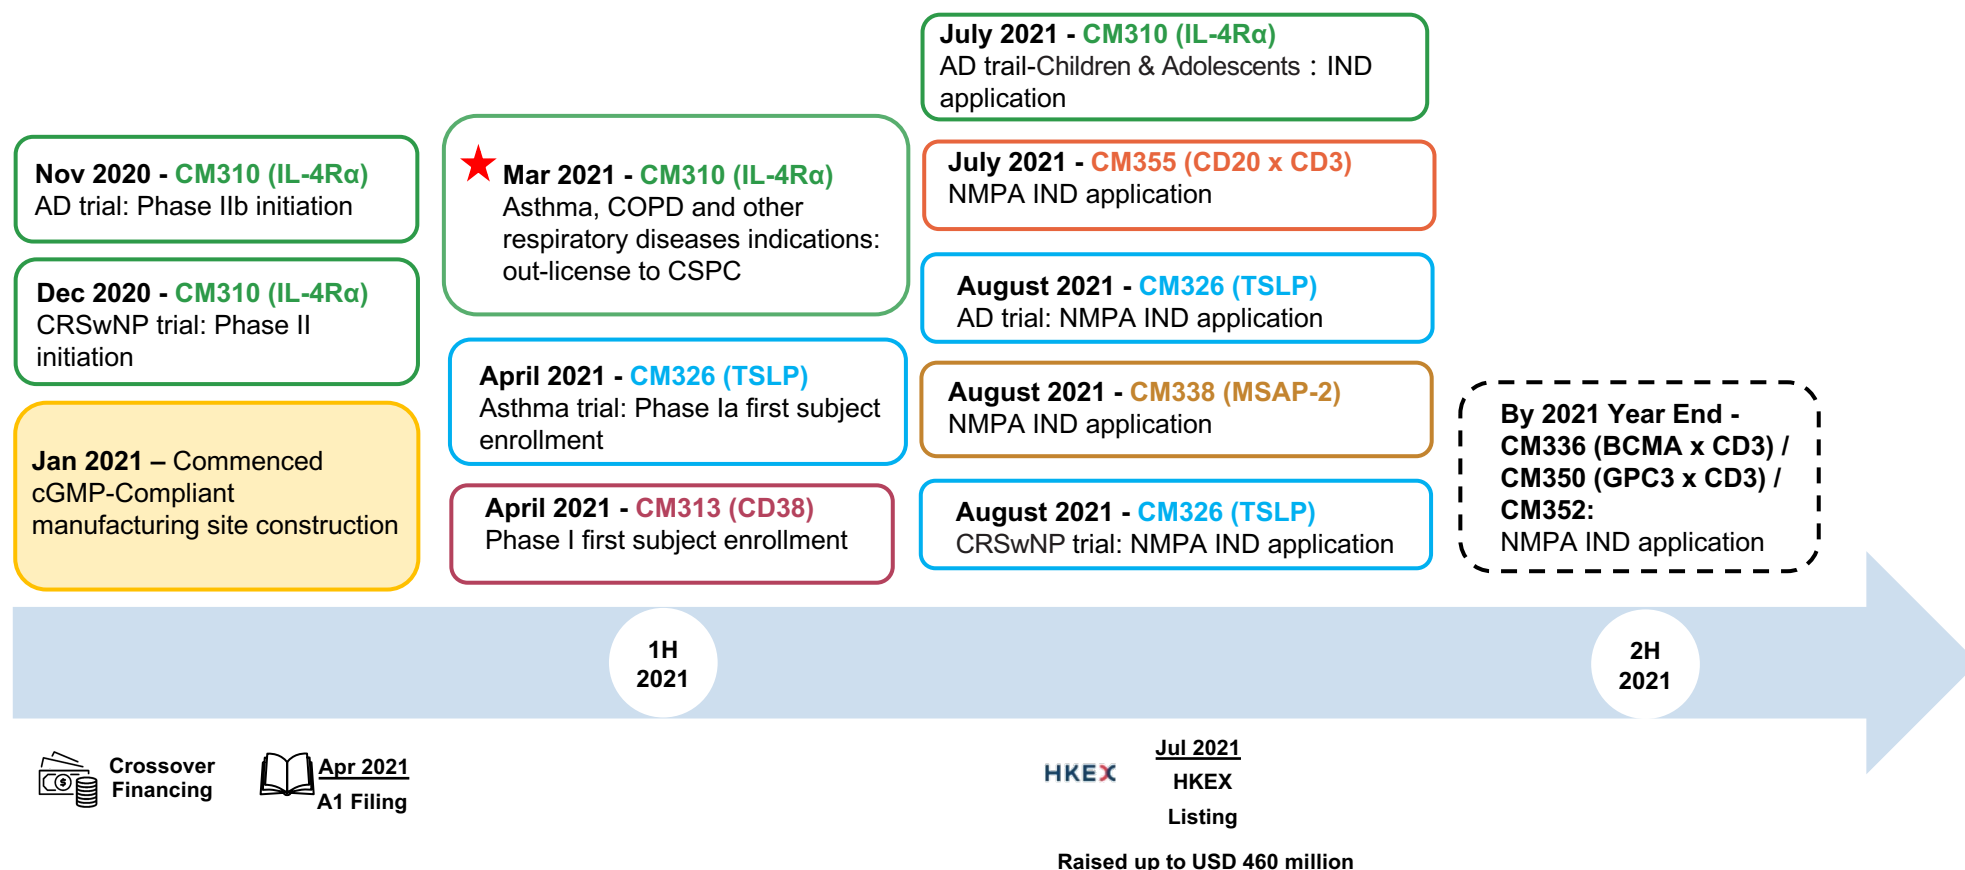 Nov 2020 - CM310 (IL-4Rα)
AD trial: Phase IIb initiation
Dec 2020 - CM310 (IL-4Rα)
CRSwNP trial: Phase II
initiation
Jan 2021 – Commenced
cGMP-Compliant
manufacturing site construction
Mar 2021 - CM310 (IL-4Rα)
Asthma, COPD and other
respiratory diseases indications:
out-license to CSPC
April 2021 - CM326 (TSLP)
Asthma trial: Phase Ia first subject
enrollment
April 2021 - CM313 (CD38)
Phase I first subject enrollment
July 2021 - CM310 (IL-4Rα)
AD trail-Children & Adolescents：IND
application
July 2021 - CM355 (CD20 x CD3)
NMPA IND application
August 2021 - CM326 (TSLP)
AD trial: NMPA IND application
August 2021 - CM338 (MSAP-2)
NMPA IND application
August 2021 - CM326 (TSLP)
CRSwNP trial: NMPA IND application
By 2021 Year End -
CM336 (BCMA x CD3) /
CM350 (GPC3 x CD3) /
CM352:
NMPA IND application
1H
2021
2H
2021
Crossover
Financing
Apr 2021
A1 Filing
HKEX
Jul 2021
HKEX
Listing
Raised up to USD 460 million